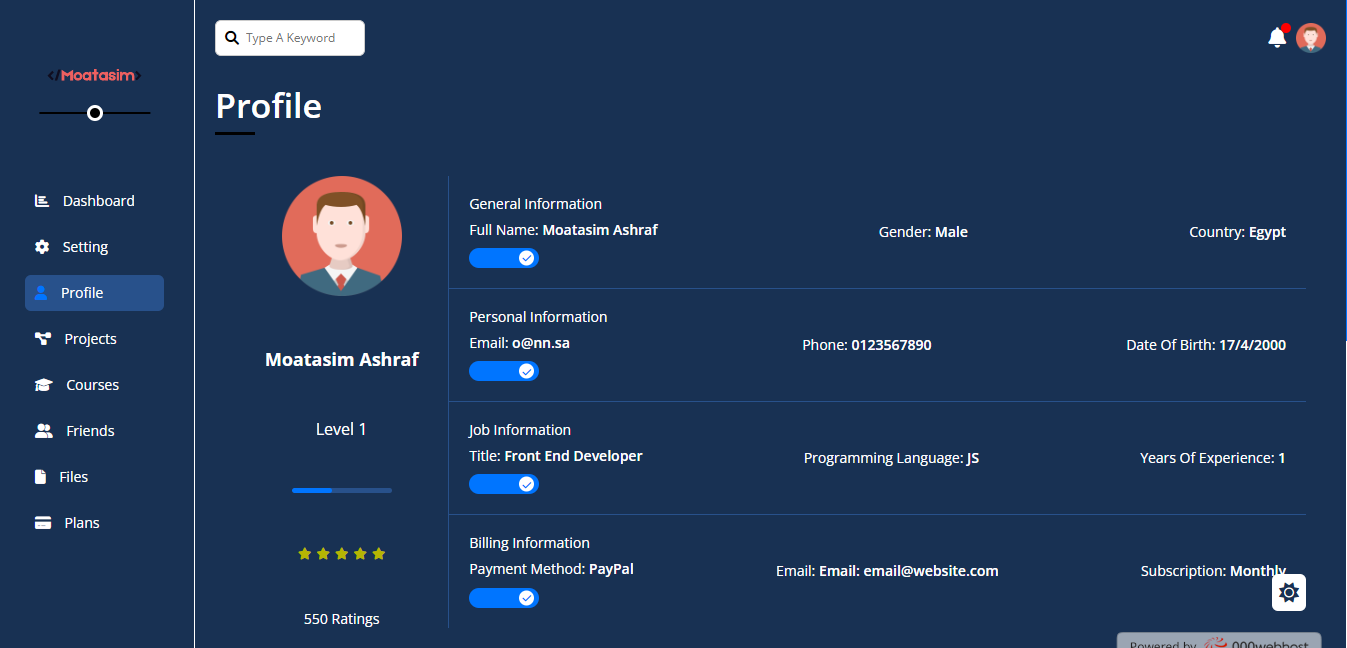 Type A Keyword
</Moatasim>
Profile
Dashboard
Setting
Profile
Projects
Courses
Friends
Files
Plans
Moatasim Ashraf
Level 1
550 Ratings
General Information
Full Name: Moatasim Ashraf
Gender: Male
Country: Egypt
Personal Information
Email: o@nn.sa
Phone: 0123567890
Date Of Birth: 17/4/2000
Job Information
Title: Front End Developer
Programming Language: JS
Years Of Experience: 1
Billing Information
Payment Method: PayPal
Email: Email: email@website.com
Subscription: Monthly
Powered by 000webhost